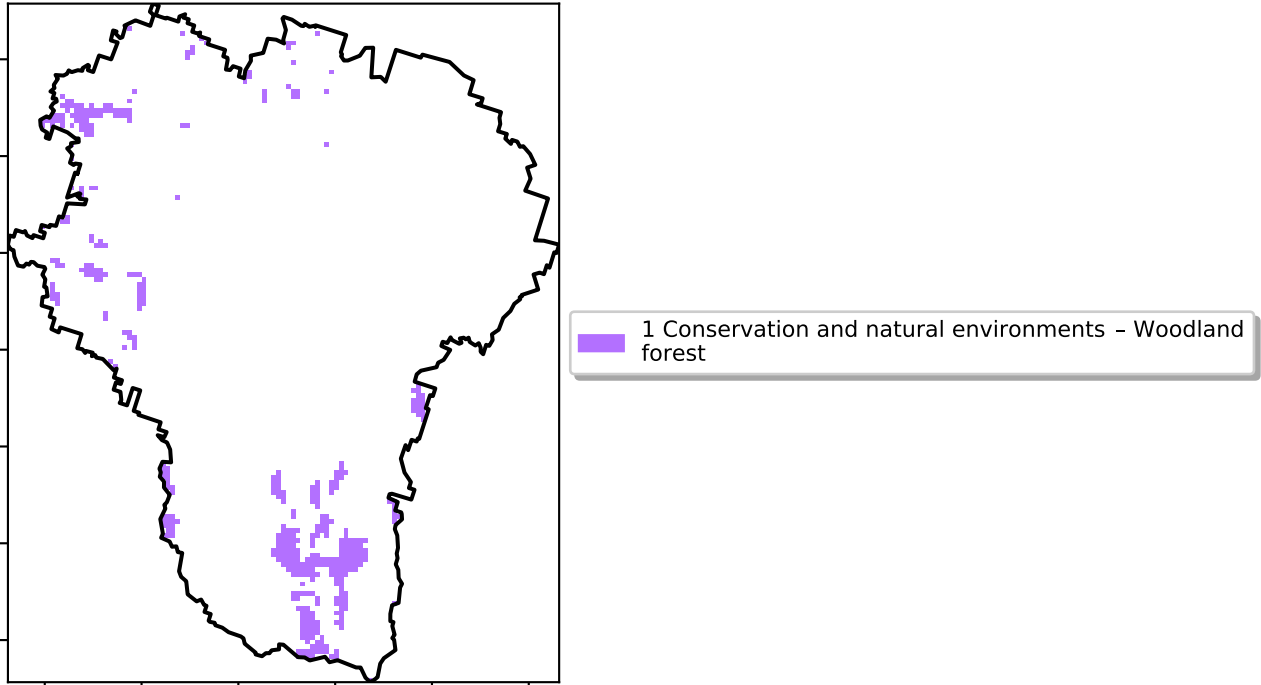 1 Conservation and natural environments – Woodland
forest